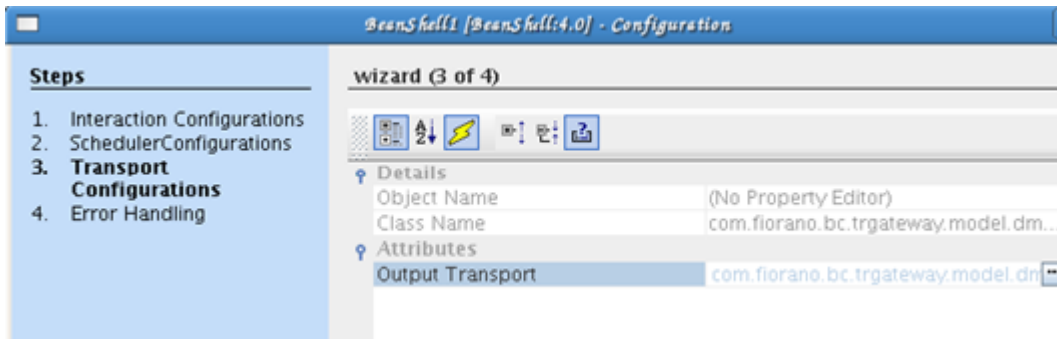 BeanShell1 [BeanShell:4.0] - Configuration
Steps
1. Interaction Configurations
2. SchedulerConfigurations
3. Transport
Configurations
4. Error Handling
wizard (3 of 4)
Details
Object Name (No Property Editor)
Class Name com.fiorano.bc.trgateway.model.dm...
Attributes
Output Transport com.fiorano.bc.trgateway.model.dm